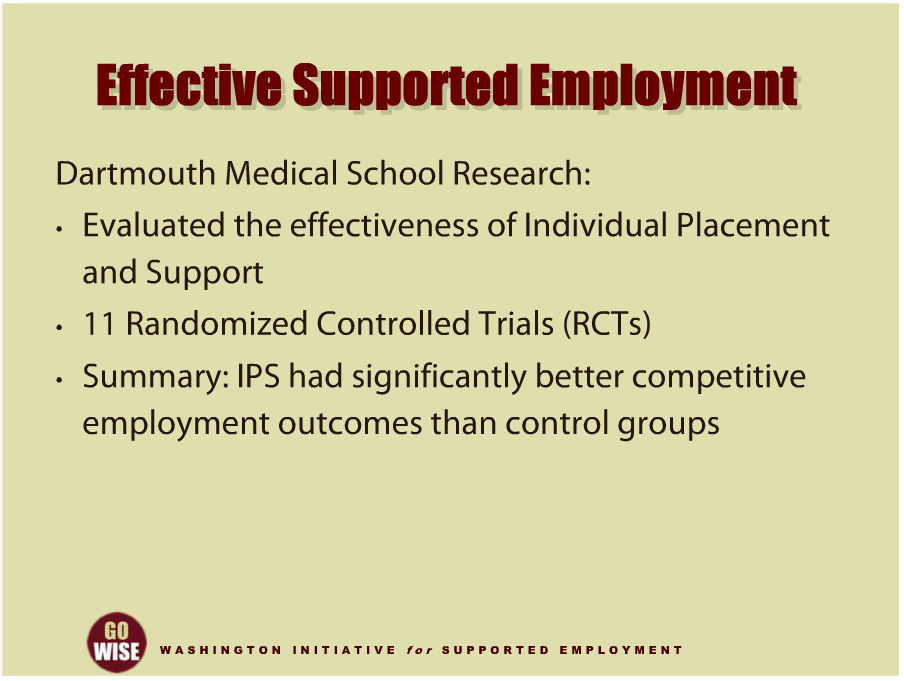 Effective Supported Employment
Dartmouth Medical School Research:
• Evaluated the effectiveness of Individual Placement
and Support
• 11 Randomized Controlled Trials (RCTs)
• Summary: IPS had significantly better competitive
employment outcomes than control groups
GO
WISE
WASHINGTON INITIATIVE for SUPPORTED EMPLOYMENT